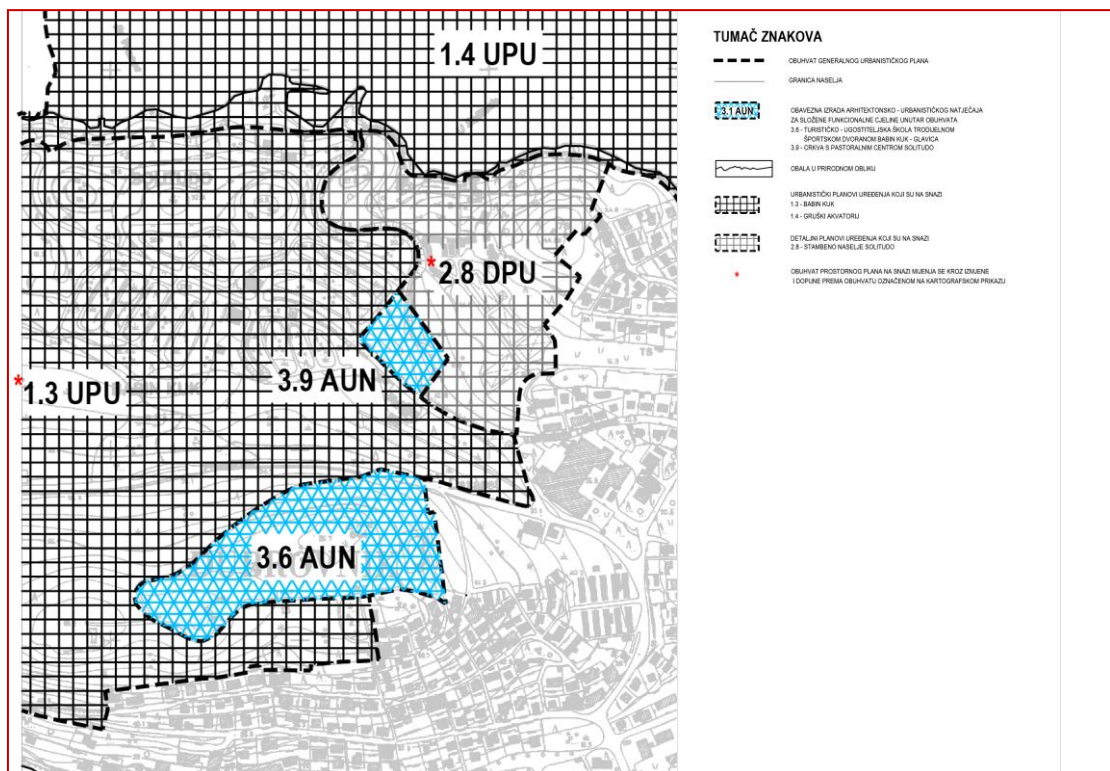 1.4 UPU
*2.8 DPU
3.9 AUN
*1.3 UPU
3.6 AUN
TUMAČ ZNAKOVA
OBUHVAT GENERALNOG URBANISTIČKOG PLANA
GRANICA NASELJA
3.1 AUN
OBAVEZNA IZRADA ARHITEKTONSKO - URBANISTIČKOG NATJEČAJA
ZA SLOŽENE FUNKCIONALNE CJELINE UNUTAR OBUHVATA
3.6 - TURISTIČKO - UGOSTITELJSKA ŠKOLA TRODIJELNOM
ŠPORTSKOM DVORANOM BABIN KUK - GLAVICA
3.9 - CRKVA S PASTORALNIM CENTROM SOLITUDO
OBALA U PRIRODNOM OBLIKU
URBANISTIČKI PLANOVI UREĐENJA KOJI SU NA SNAZI
1.3 - BABIN KUK
1.4 - GRUŠKI AKVATORIJ
DETALJNI PLANOVI UREĐENJA KOJI SU NA SNAZI
2.8 - STAMBENO NASELJE SOLITUDO
* OBUHVAT PROSTORNOG PLANA NA SNAZI MIJENJA SE KROZ IZMJENE
I DOPUNE PREMA OBUHVATU OZNAČENOM NA KARTOGRAFSKOM PRIKAZU